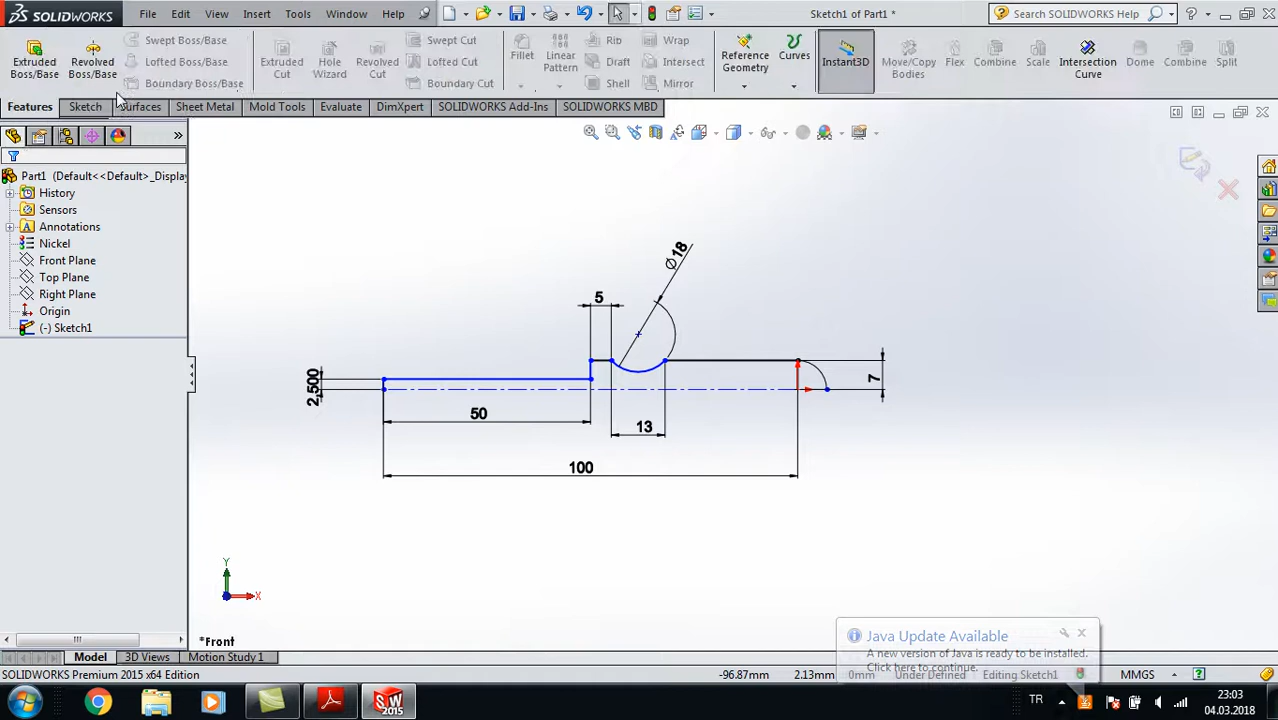 SOLIDWORKS File Edit View Insert Tools Window Help Sketch1 of Part1 * Search SOLIDWORKS Help
Extruded Boss/Base
Revolved Boss/Base
Swept Boss/Base
Lofted Boss/Base
Boundary Boss/Base
Extruded Cut
Hole Wizard
Revolved Cut
Swept Cut
Lofted Cut
Boundary Cut
Fillet
Linear Pattern
Rib
Draft
Shell
Wrap
Intersect
Mirror
Reference Geometry
Curves
Instant3D
Move/Copy Bodies
Flex
Combine
Scale
Intersection Curve
Dome
Combine
Split
Features Sketch Surfaces Sheet Metal Mold Tools Evaluate DimXpert SOLIDWORKS Add-Ins SOLIDWORKS MBD
Part1 (Default<<Default>_Display
History
Sensors
Annotations
Nickel
Front Plane
Top Plane
Right Plane
Origin
(-) Sketch1
Ø18
5
2,500
7
50
13
100
Y
X
*Front
Java Update Available
A new version of Java is ready to be installed.
Click here to continue.
Model 3D Views Motion Study 1
SOLIDWORKS Premium 2015 x64 Edition -96.87mm 2.13mm 0mm Under Defined Editing Sketch1 MMGS
SW 2015
TR
23:03
04.03.2018